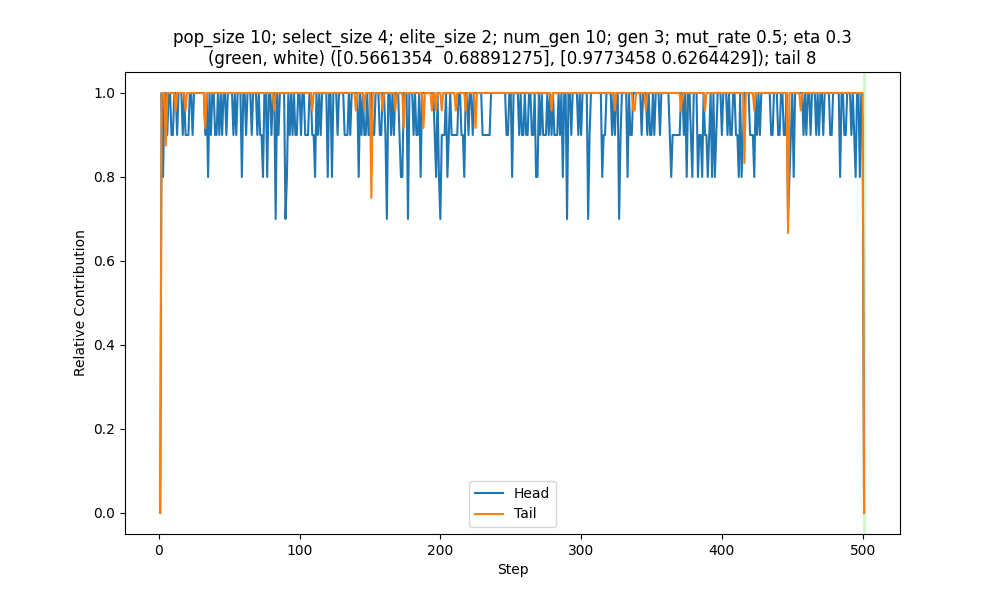 pop_size 10; select_size 4; elite_size 2; num_gen 10; gen 3; mut_rate 0.5; eta 0.3
(green, white) ([0.5661354  0.68891275], [0.9773458 0.6264429]); tail 8
1.0
0.8
0.6
0.4
0.2
0.0
Relative Contribution
Head
Tail
0
100
200
300
400
500
Step